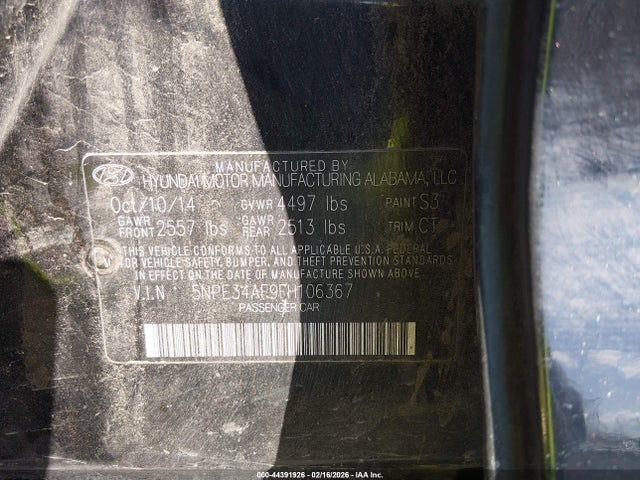 MANUFACTURED BY
HYUNDAI MOTOR MANUFACTURING ALABAMA, LLC
Oct/10/14 GVWR 4497 lbs PAINT S3
GAWR FRONT 2557 lbs GAWR REAR 2513 lbs TRIM CT
THIS VEHICLE CONFORMS TO ALL APPLICABLE U.S.A. FEDERAL
VEHICLE SAFETY, BUMPER, AND THEFT PREVENTION STANDARDS
IN EFFECT ON THE DATE OF MANUFACTURE SHOWN ABOVE.
V.I.N 5NPE34AF9FH106367
PASSENGER CAR
000-44391926 - 02/16/2026 - IAA Inc.